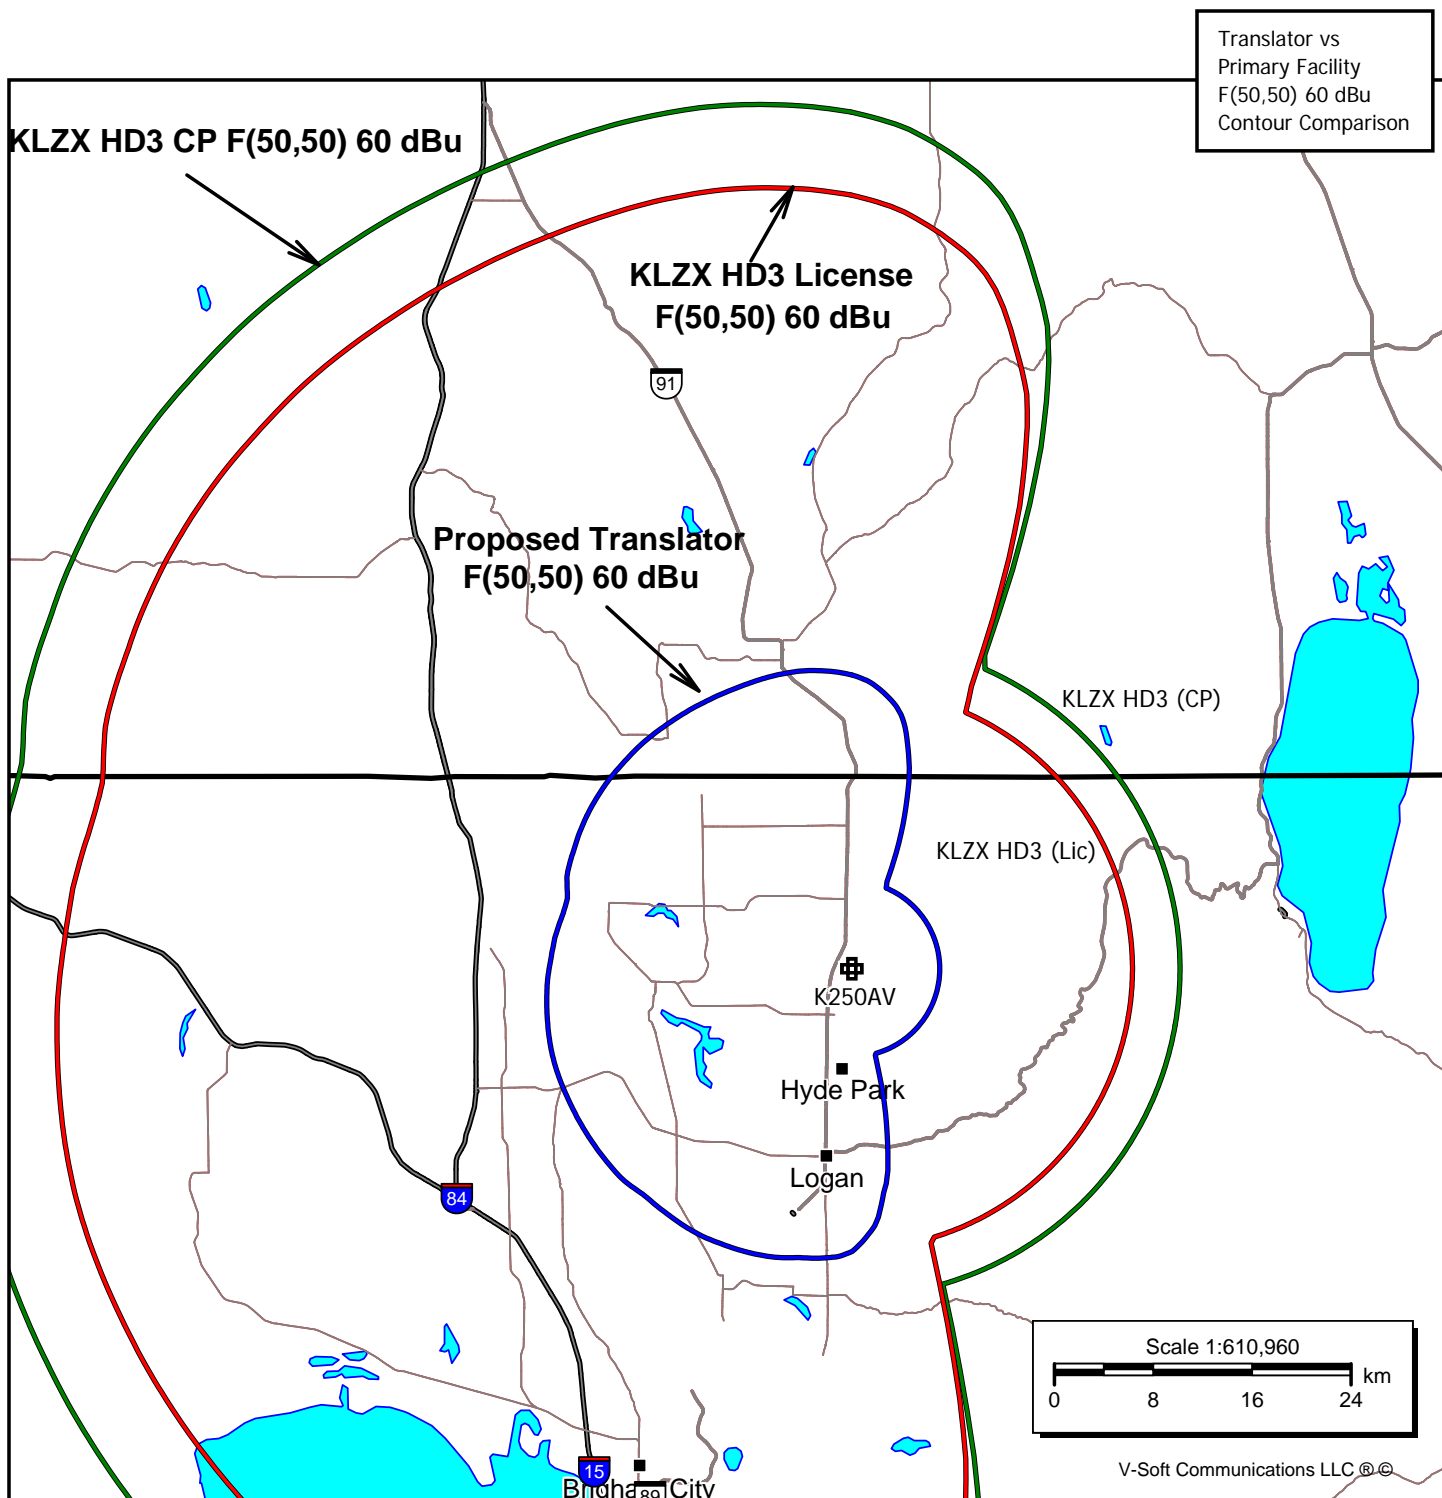 Translator vs
Primary Facility
F(50,50) 60 dBu
Contour Comparison
KLZX HD3 CP F(50,50) 60 dBu
KLZX HD3 License
F(50,50) 60 dBu
91
Proposed Translator
F(50,50) 60 dBu
KLZX HD3 (CP)
KLZX HD3 (Lic)
K250AV
Hyde Park
Logan
84
Scale 1:610,960
km
0 8 16 24
15
City
89
V-Soft Communications LLC ® ©